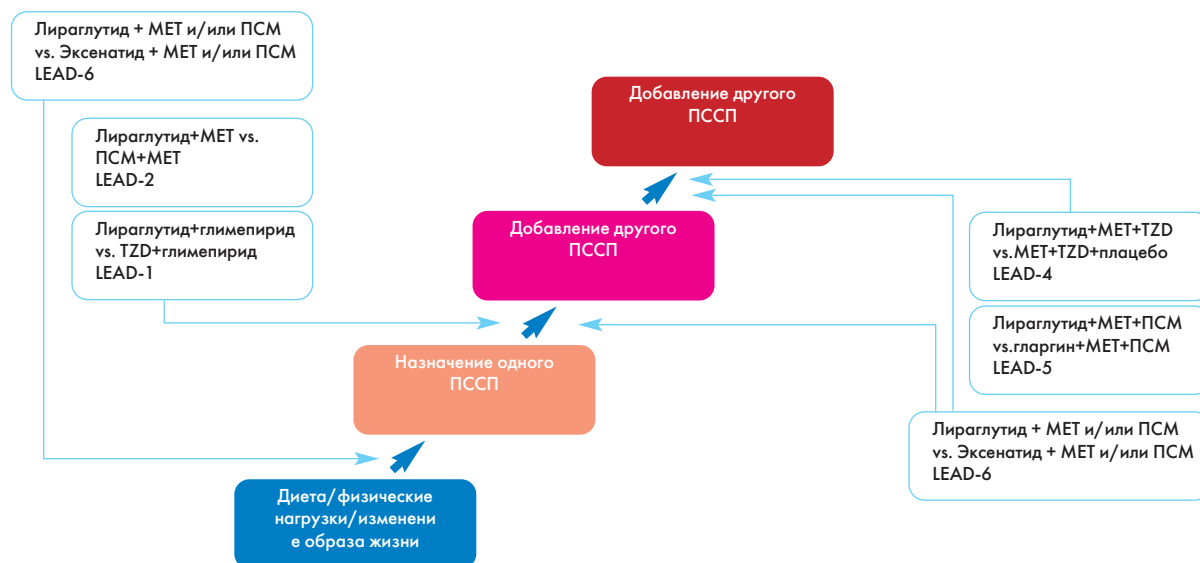 Лираглутид + МЕТ и/или ПСМ
vs. Эксенатид + МЕТ и/или ПСМ
LEAD-6
Лираглутид+МЕТ vs.
ПСМ+МЕТ
LEAD-2
Лираглутид+глимепирид
vs. TZD+глимепирид
LEAD-1
Добавление другого
ПССП
Добавление другого
ПССП
Назначение одного
ПССП
Диета/физические
нагрузки/изменени
е образа жизни
Лираглутид+МЕТ+TZD
vs.МЕТ+TZD+плацебо
LEAD-4
Лираглутид+МЕТ+ПСМ
vs.гларгин+МЕТ+ПСМ
LEAD-5
Лираглутид + МЕТ и/или ПСМ
vs. Эксенатид + МЕТ и/или ПСМ
LEAD-6